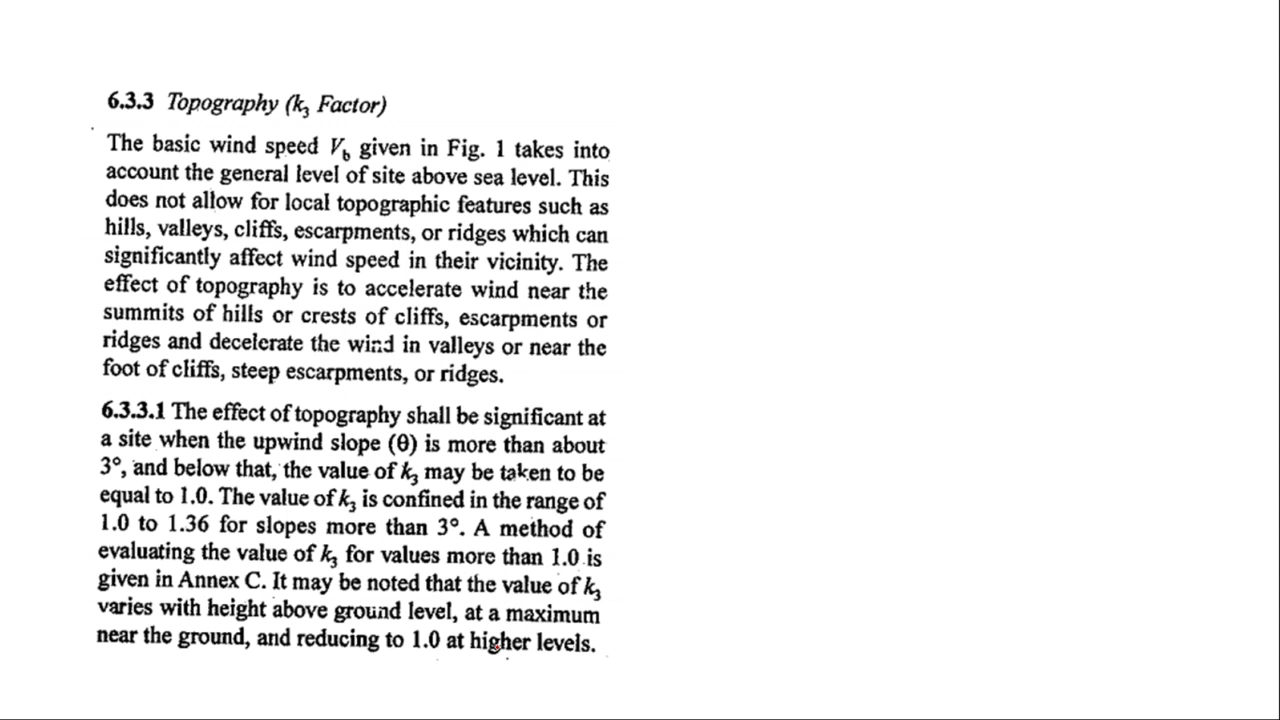 6.3.3 Topography (k3 Factor)
The basic wind speed Vb given in Fig. 1 takes into
account the general level of site above sea level. This
does not allow for local topographic features such as
hills, valleys, cliffs, escarpments, or ridges which can
significantly affect wind speed in their vicinity. The
effect of topography is to accelerate wind near the
summits of hills or crests of cliffs, escarpments or
ridges and decelerate the wind in valleys or near the
foot of cliffs, steep escarpments, or ridges.
6.3.3.1 The effect of topography shall be significant at
a site when the upwind slope (θ) is more than about
3°, and below that, the value of k3 may be taken to be
equal to 1.0. The value of k3 is confined in the range of
1.0 to 1.36 for slopes more than 3°. A method of
evaluating the value of k3 for values more than 1.0 is
given in Annex C. It may be noted that the value of k3
varies with height above ground level, at a maximum
near the ground, and reducing to 1.0 at higher levels.